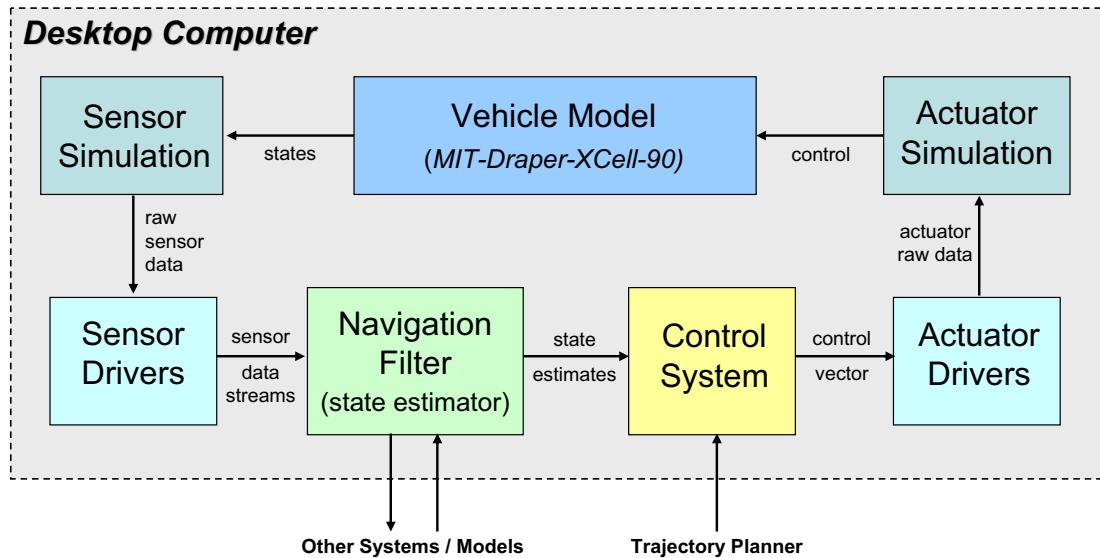 Desktop Computer
Sensor
Simulation
states
Vehicle Model
(MIT-Draper-XCell-90)
control
Actuator
Simulation
raw
sensor
data
actuator
raw data
Sensor
Drivers
sensor
data
streams
Navigation
Filter
(state estimator)
state
estimates
Control
System
control
vector
Actuator
Drivers
Other Systems / Models
Trajectory Planner